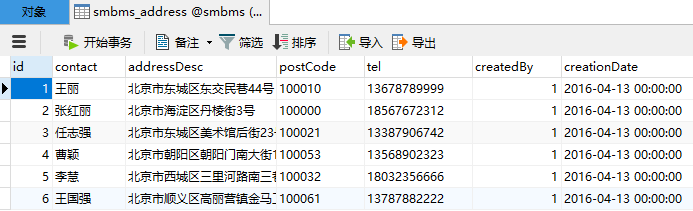 对象 smbms_address @smbms (...
开始事务 备注 筛选 排序 导入 导出
id contact addressDesc postCode tel createdBy creationDate
1 王丽 北京市东城区东交民巷44号 100010 13678789999 1 2016-04-13 00:00:00
2 张红丽 北京市海淀区丹棱街3号 100000 18567672312 1 2016-04-13 00:00:00
3 任志强 北京市东城区美术馆后街23- 100021 13387906742 1 2016-04-13 00:00:00
4 曹颖 北京市朝阳区朝阳门南大街1 100053 13568902323 1 2016-04-13 00:00:00
5 李慧 北京市西城区三里河路南三巷 100032 18032356666 1 2016-04-13 00:00:00
6 王国强 北京市顺义区高丽营镇金马工 100061 13787882222 1 2016-04-13 00:00:00